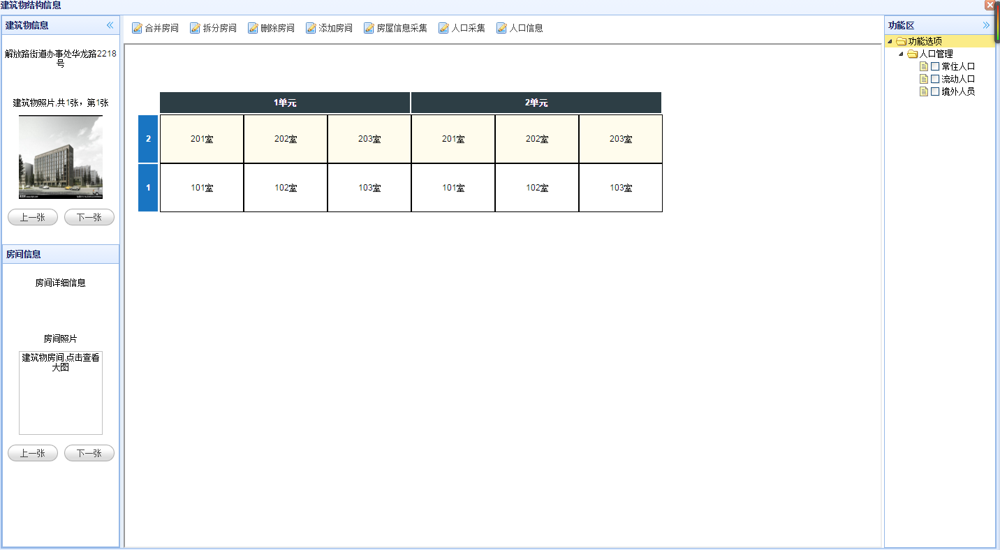 建筑物结构信息
建筑物信息
解放路街道办事处华龙路2218
号
建筑物照片,共1张，第1张
上一张 下一张
房间信息
房间详细信息
房间照片
建筑物房间,点击查看
大图
上一张 下一张
合并房间 拆分房间 删除房间 添加房间 房屋信息采集 人口采集 人口信息
1单元 2单元
2 201室 202室 203室 201室 202室 203室
1 101室 102室 103室 101室 102室 103室
功能区
功能选项
人口管理
常住人口
流动人口
境外人员